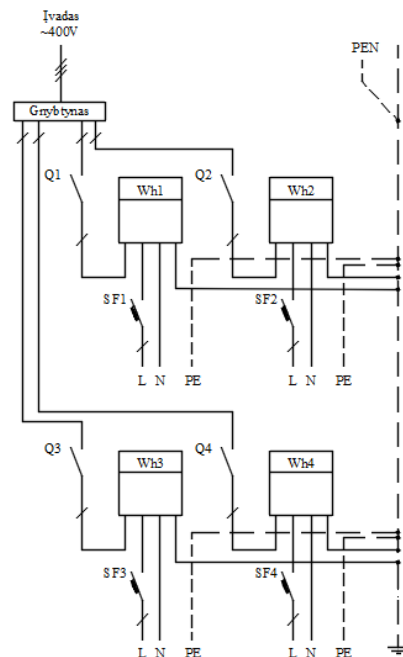 Įvadas
~400V
PEN
Gnybtynas
Q1
Wh1
Q2
Wh2
SF1
SF2
L N PE L N PE
Q3
Wh3
Q4
Wh4
SF3
SF4
L N PE L N PE